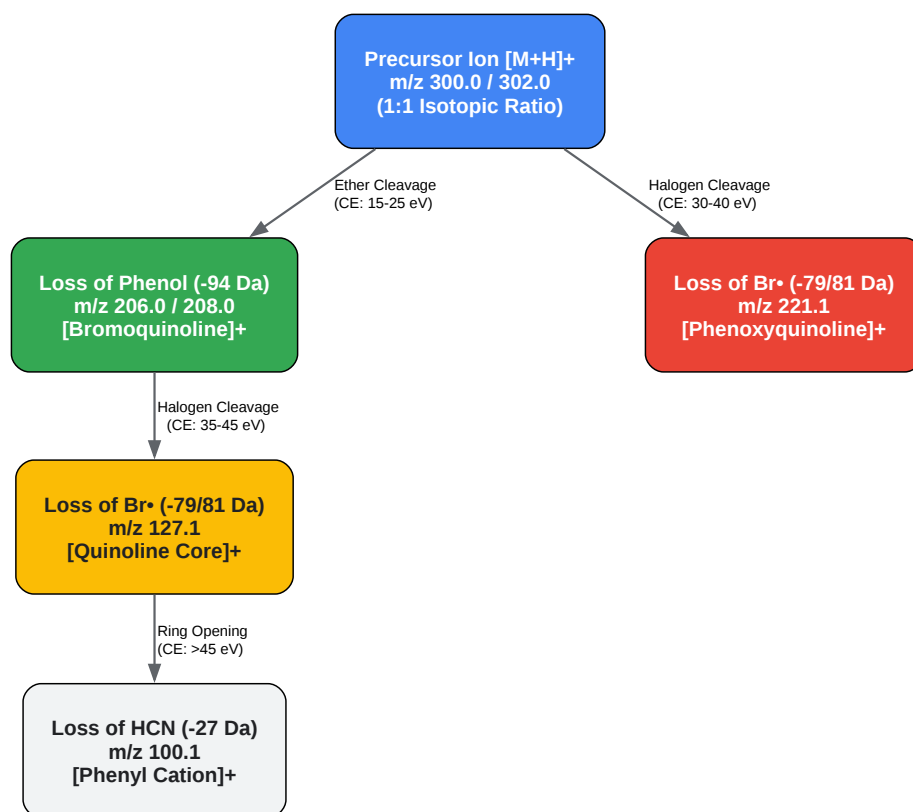 Precursor Ion [M+H]+
m/z 300.0 / 302.0
(1:1 Isotopic Ratio)
Ether Cleavage
(CE: 15-25 eV)
Halogen Cleavage
(CE: 30-40 eV)
Loss of Phenol (-94 Da)
m/z 206.0 / 208.0
[Bromoquinoline]+
Loss of Br• (-79/81 Da)
m/z 221.1
[Phenoxyquinoline]+
Halogen Cleavage
(CE: 35-45 eV)
Loss of Br• (-79/81 Da)
m/z 127.1
[Quinoline Core]+
Ring Opening
(CE: >45 eV)
Loss of HCN (-27 Da)
m/z 100.1
[Phenyl Cation]+